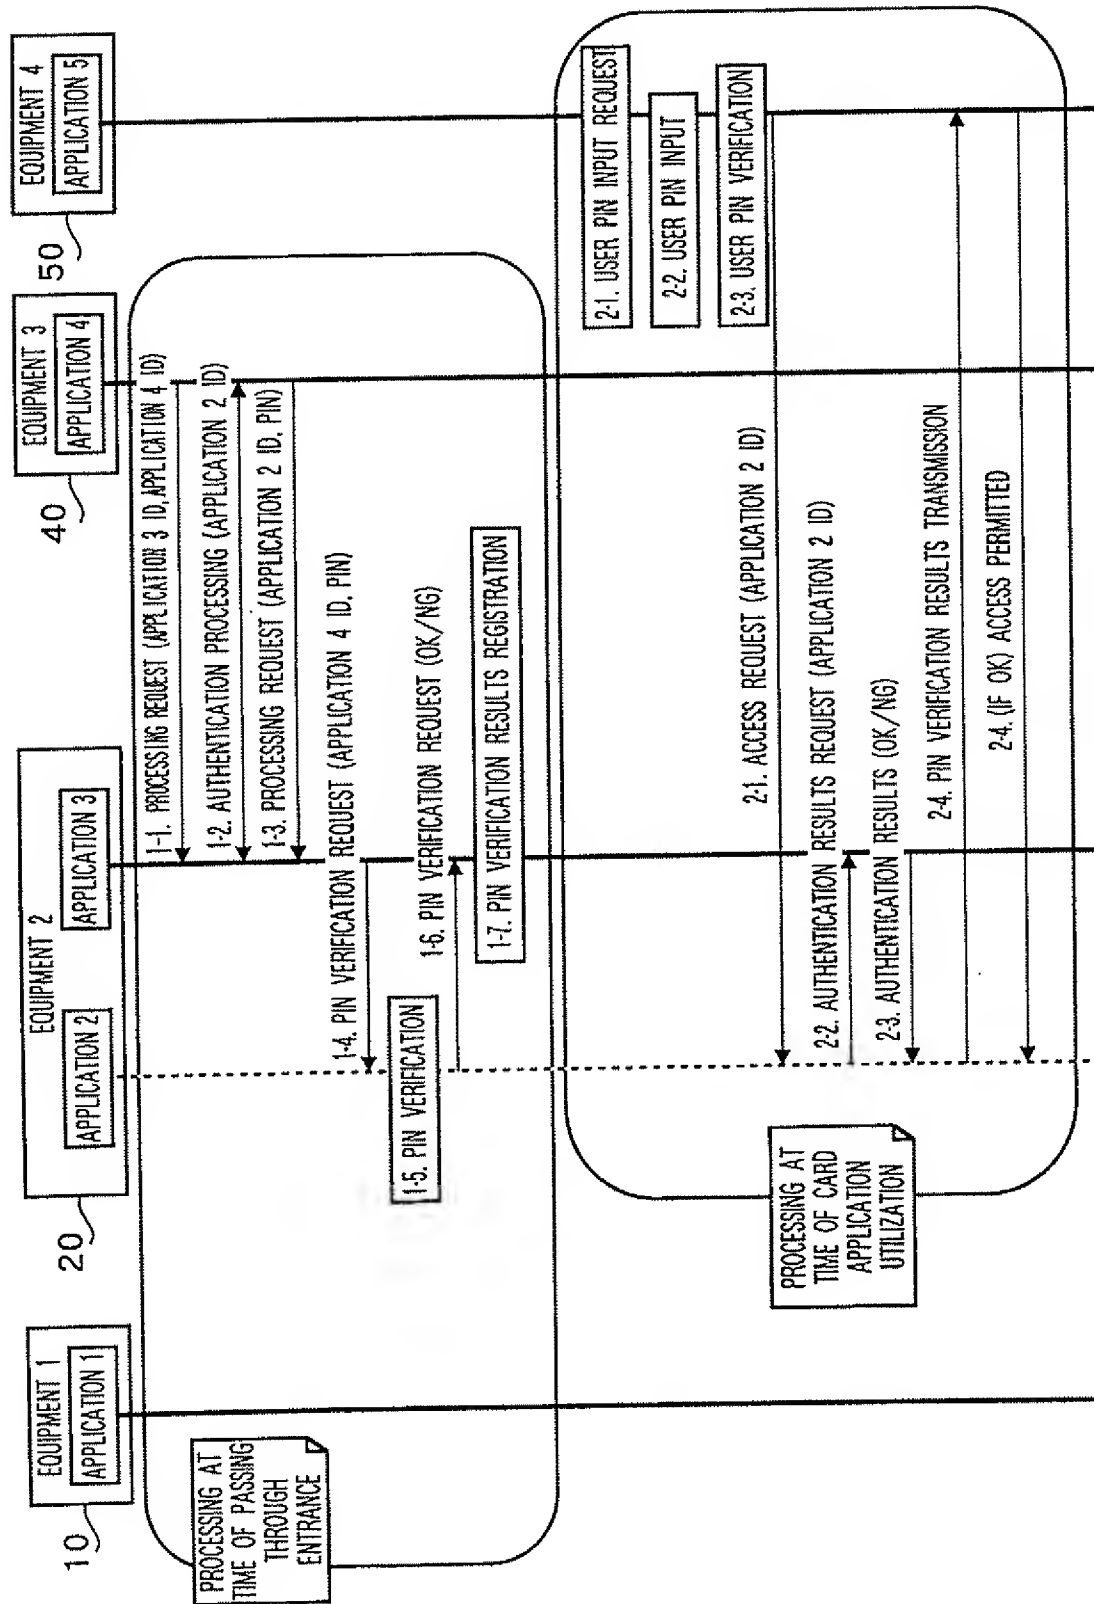 EQUIPMENT 1
APPLICATION 1
10
EQUIPMENT 2
APPLICATION 2
APPLICATION 3
20
EQUIPMENT 3
APPLICATION 4
40
EQUIPMENT 4
APPLICATION 5
50
PROCESSING AT
TIME OF PASSING
THROUGH
ENTRANCE
1-1. PROCESSING REQUEST (APPLICATION 3 ID, APPLICATION 4 ID)
1-2. AUTHENTICATION PROCESSING (APPLICATION 2 ID)
1-3. PROCESSING REQUEST (APPLICATION 2 ID, PIN)
1-4. PIN VERIFICATION REQUEST (APPLICATION 4 ID, PIN)
1-5. PIN VERIFICATION
1-6. PIN VERIFICATION REQUEST (OK/NG)
1-7. PIN VERIFICATION RESULTS REGISTRATION
2-1. USER PIN INPUT REQUEST
2-2. USER PIN INPUT
2-3. USER PIN VERIFICATION
PROCESSING AT
TIME OF CARD
APPLICATION
UTILIZATION
2-1. ACCESS REQUEST (APPLICATION 2 ID)
2-2. AUTHENTICATION RESULTS REQUEST (APPLICATION 2 ID)
2-3. AUTHENTICATION RESULTS (OK/NG)
2-4. PIN VERIFICATION RESULTS TRANSMISSION
2-4. (IF OK) ACCESS PERMITTED